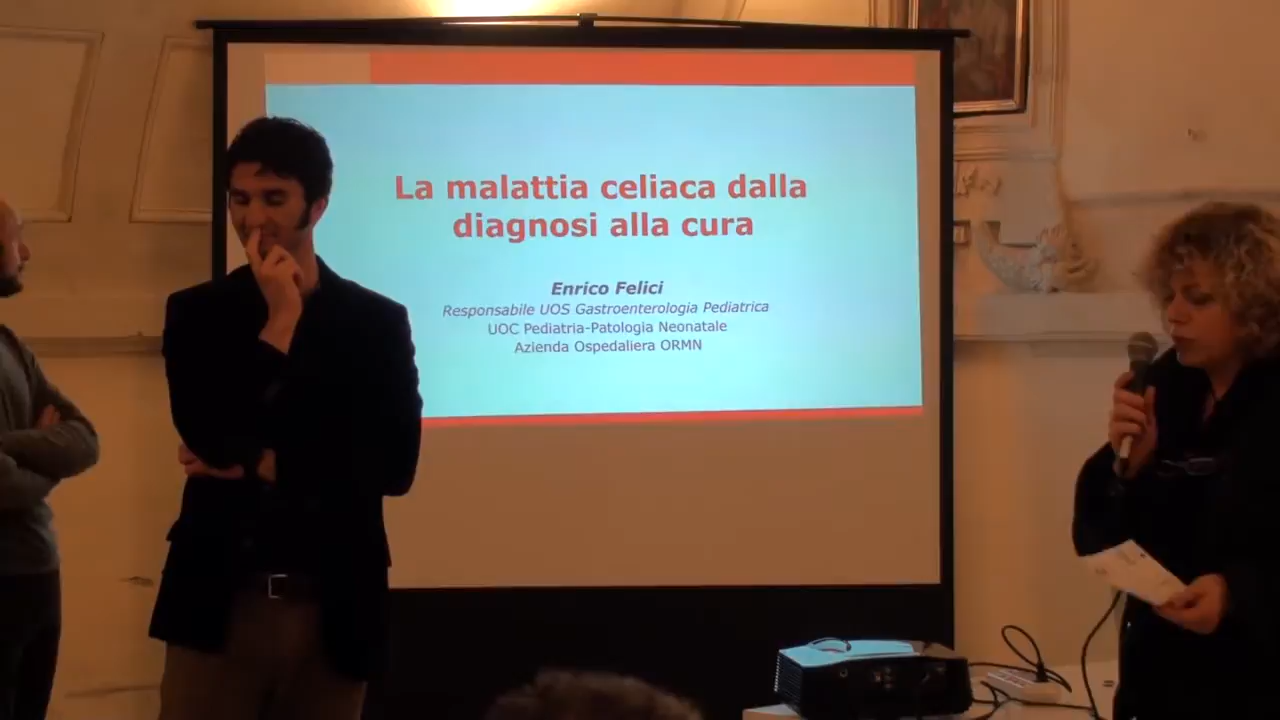 La malattia celiaca dalla
diagnosi alla cura
Enrico Felici
Responsabile UOS Gastroenterologia Pediatrica
UOC Pediatria-Patologia Neonatale
Azienda Ospedaliera ORMN